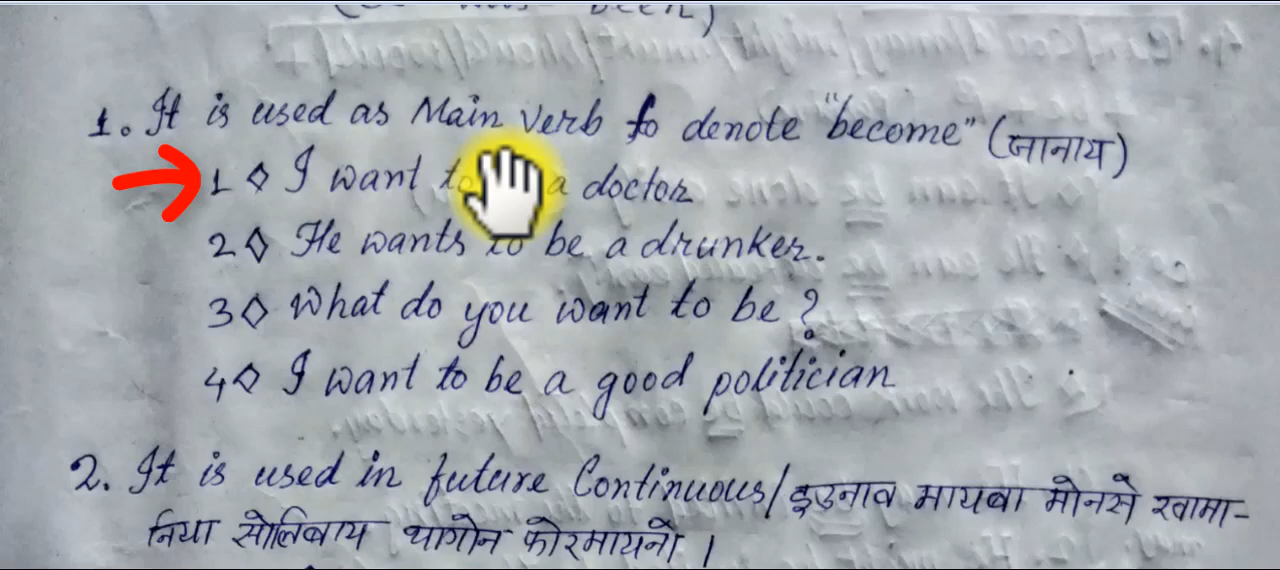 been)
1. It is used as Main verb to denote "become" (जानाय)
1◊ I want a doctor
2◊ He wants to be a drunker.
3◊ What do you want to be ?
4◊ I want to be a good politician
2. It is used in future Continuous/ इउनाव मायबा मोनसे खामा-
निया सोलिबाय थागोन फोरमायनो ।